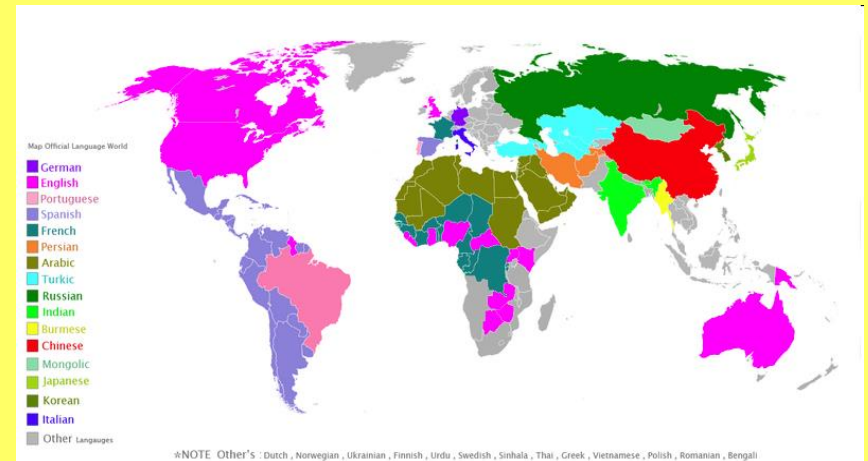 Map Official Language World
German
English
Portuguese
Spanish
French
Persian
Arabic
Turkic
Russian
Indian
Burmese
Chinese
Mongolic
Japanese
Korean
Italian
Other Langauges
*NOTE Other's : Dutch , Norwegian , Ukrainian , Finnish , Urdu , Swedish , Sinhala , Thai , Greek , Vietnamese , Polish , Romanian , Bengali